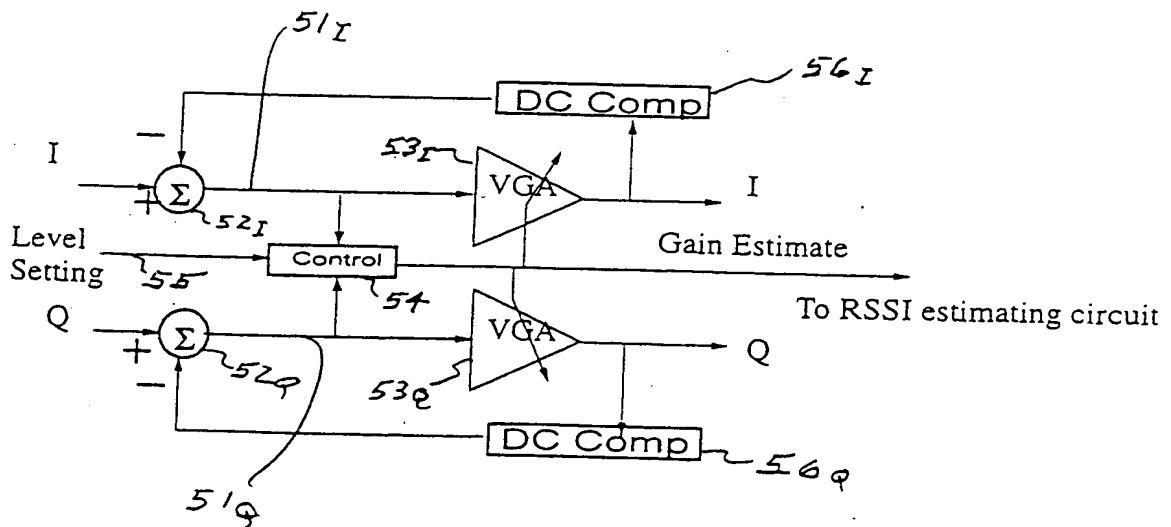 51I
DC Comp
56I
−
I
+
Σ
52I
53I
VGA
I
Level
Setting
55
Control
54
Gain Estimate
To RSSI estimating circuit
Q
+
Σ
−
52Q
VGA
53Q
Q
DC Comp
56Q
51Q